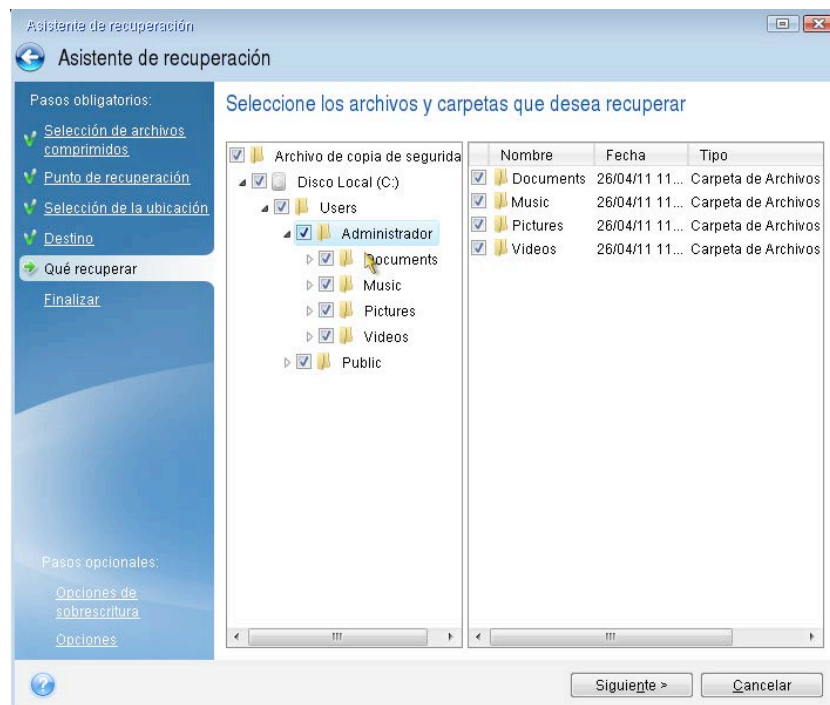 Asistente de recuperación
Asistente de recuperación
Pasos obligatorios:
Selección de archivos
comprimidos
Punto de recuperación
Selección de la ubicación
Destino
Qué recuperar
Finalizar
Pasos opcionales:
Opciones de
sobrescritura
Opciones
Seleccione los archivos y carpetas que desea recuperar
Archivo de copia de segurida
Disco Local (C:)
Users
Administrador
Documents
Music
Pictures
Videos
Public
Nombre Fecha Tipo
Documents 26/04/11 11... Carpeta de Archivos
Music 26/04/11 11... Carpeta de Archivos
Pictures 26/04/11 11... Carpeta de Archivos
Videos 26/04/11 11... Carpeta de Archivos
Siguiente > Cancelar